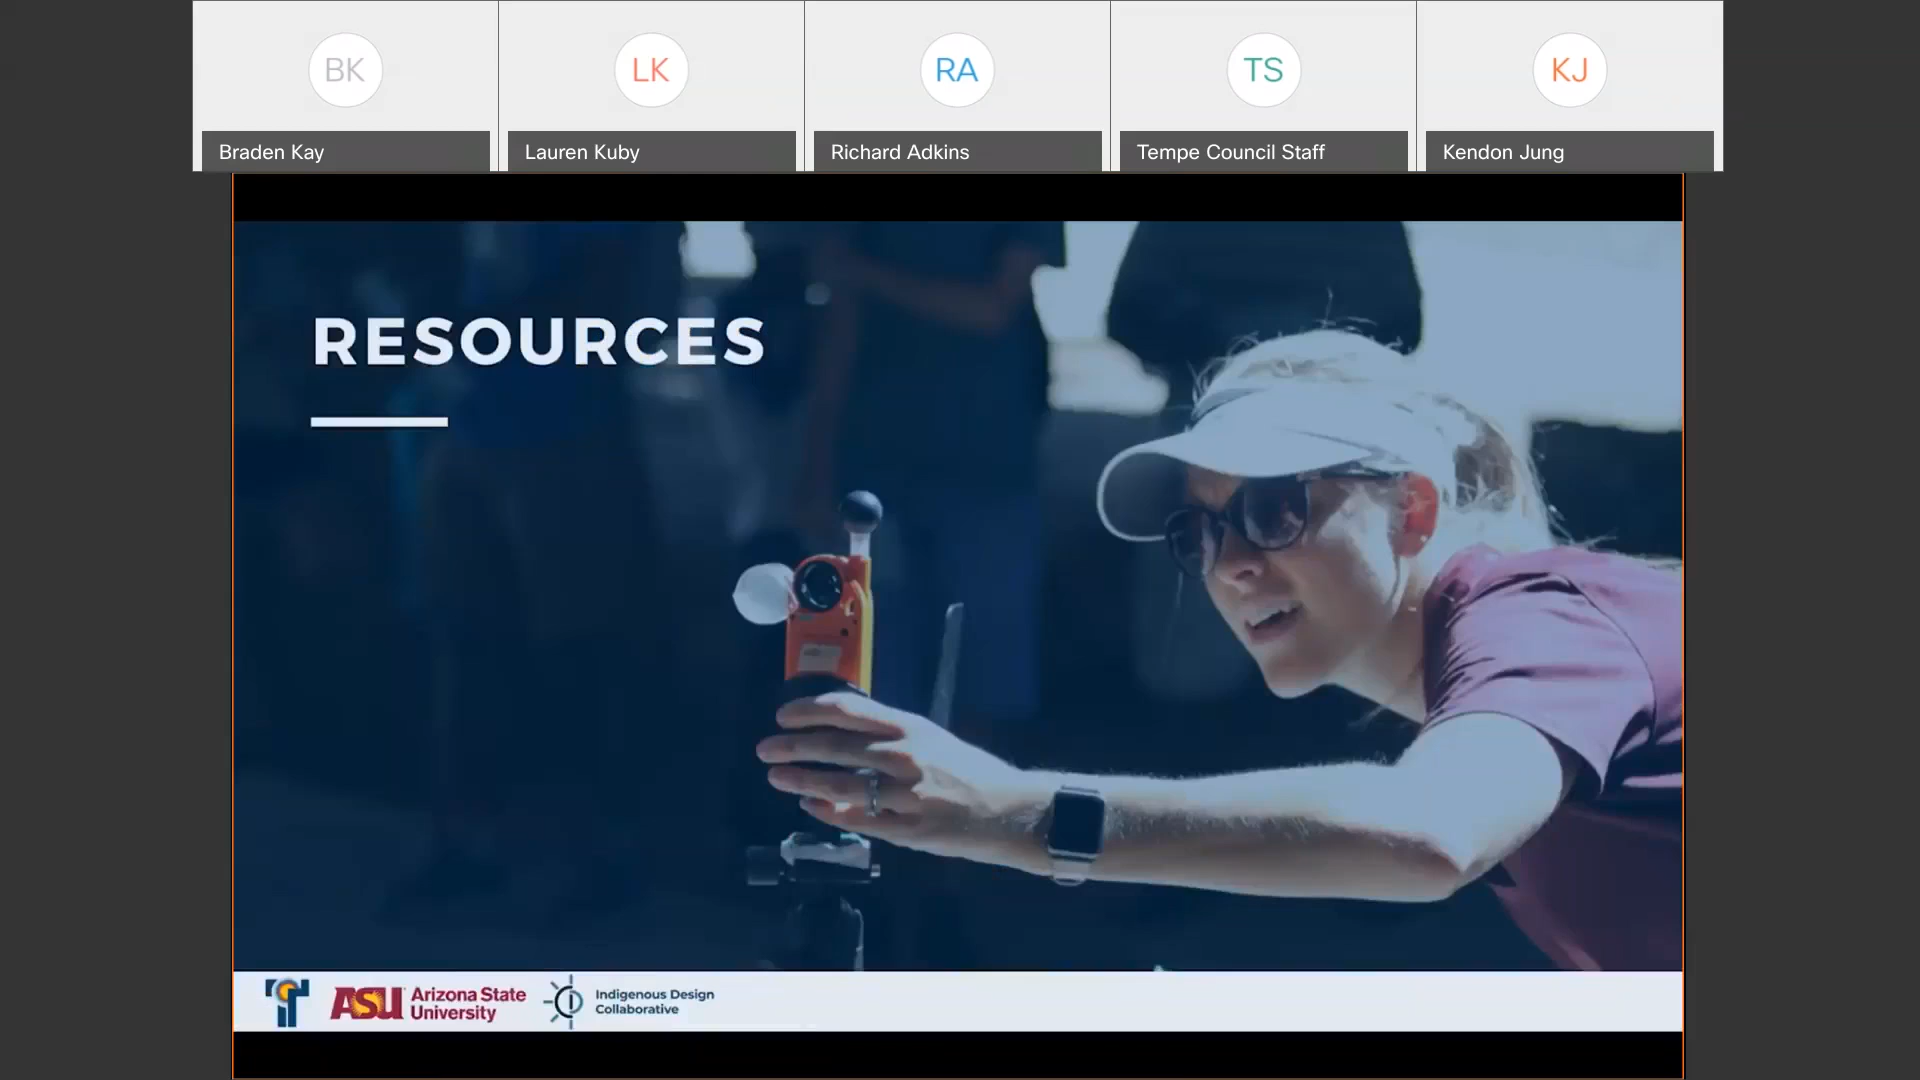 BK
LK
RA
TS
KJ
Braden Kay
Lauren Kuby
Richard Adkins
Tempe Council Staff
Kendon Jung
RESOURCES
ASU Arizona State
University
Indigenous Design
Collaborative